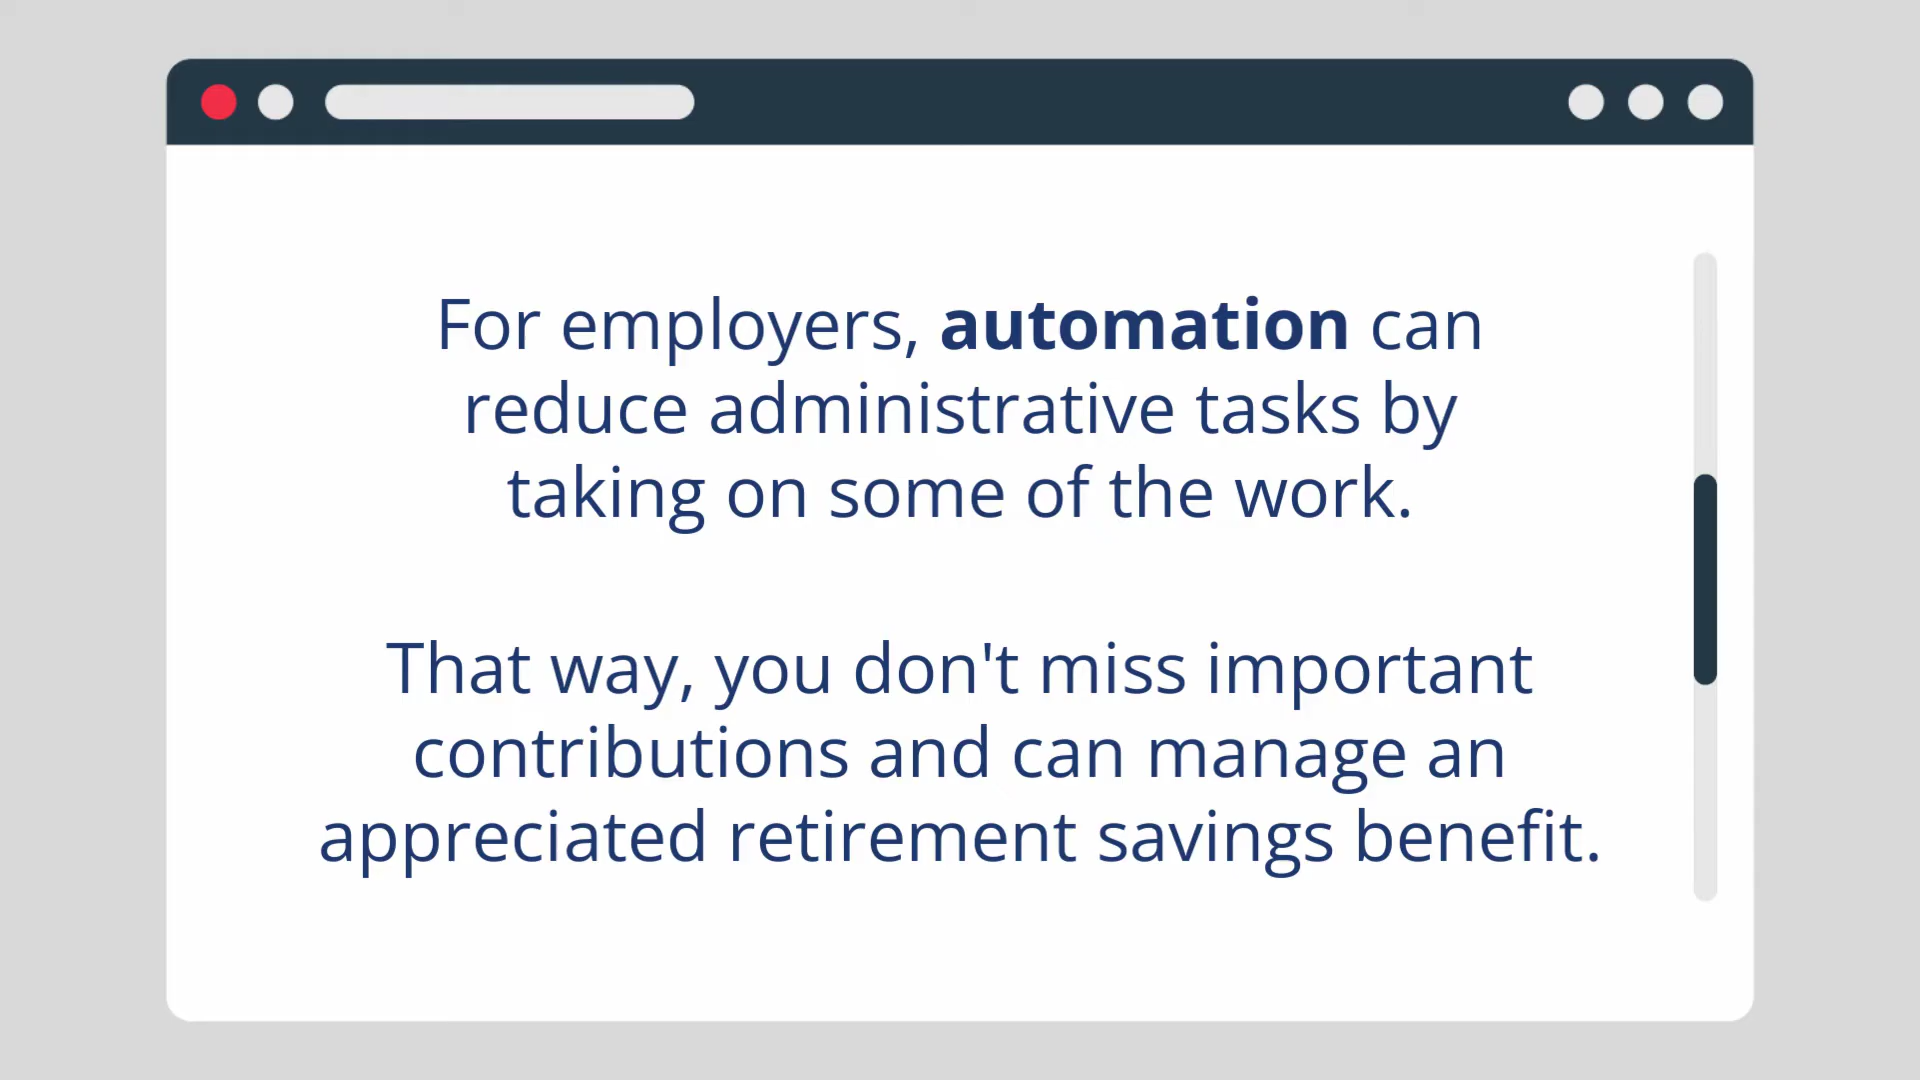 For employers, automation can
reduce administrative tasks by
taking on some of the work.
That way, you don't miss important
contributions and can manage an
appreciated retirement savings benefit.